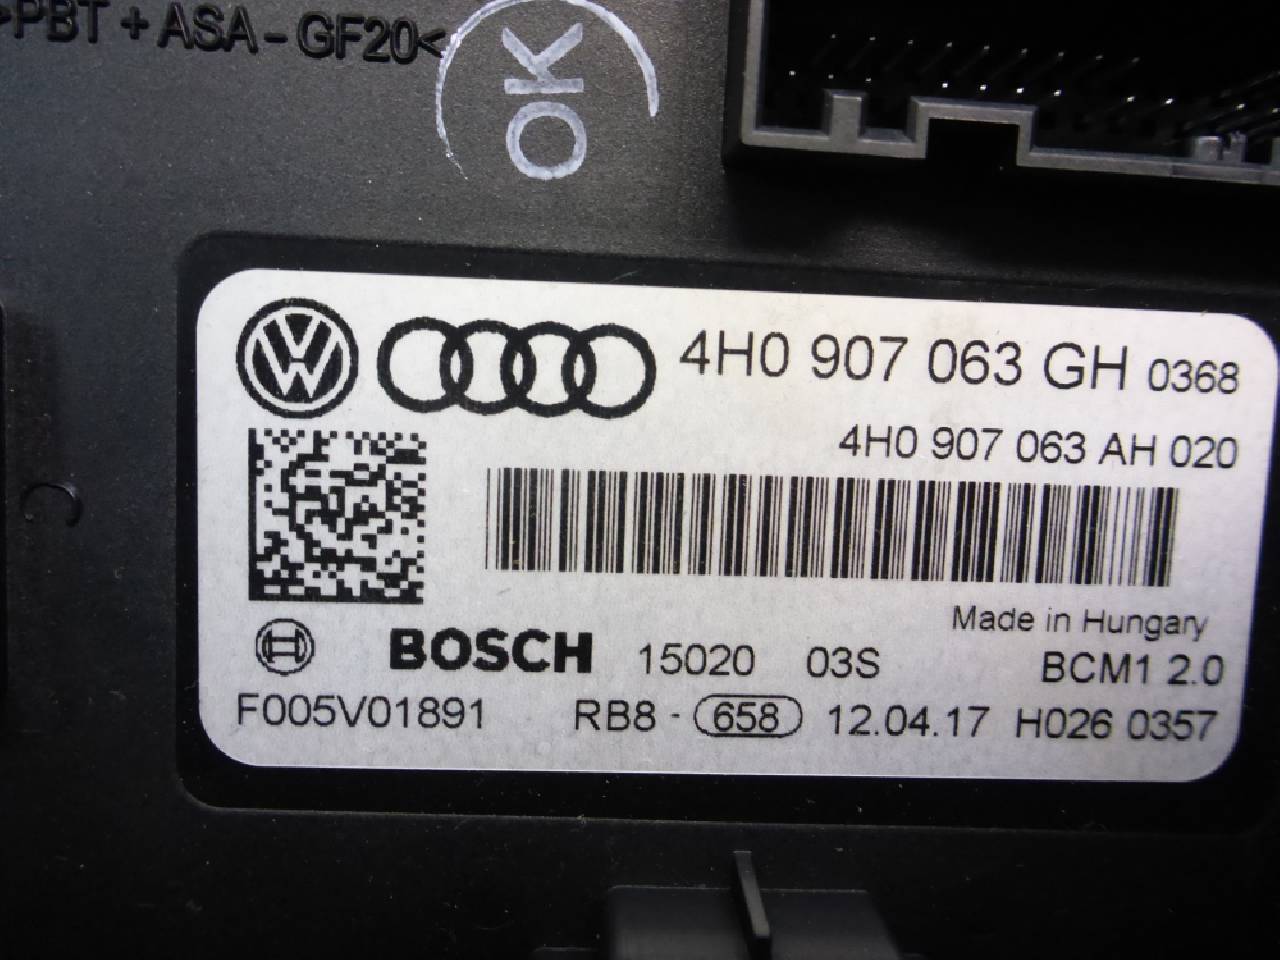 >PBT + ASA - GF20<
OK
4H0 907 063 GH 0368
4H0 907 063 AH 020
Made in Hungary
BOSCH 15020 03S BCM1 2.0
F005V01891 RB8 - 658 12.04.17 H026 0357